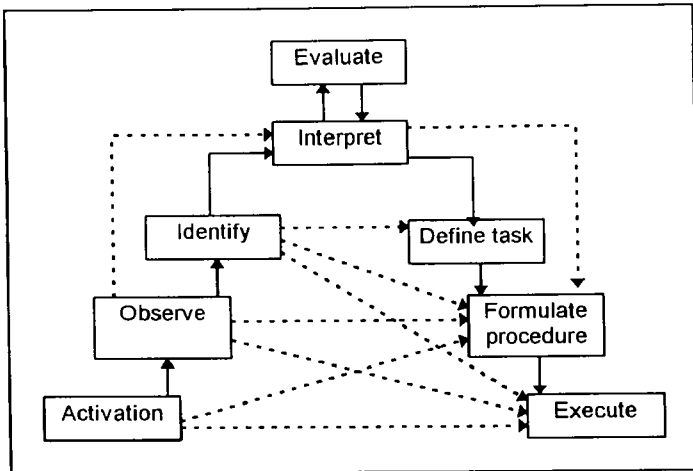 Evaluate
Interpret
Identify
Define task
Observe
Formulate
procedure
Activation
Execute